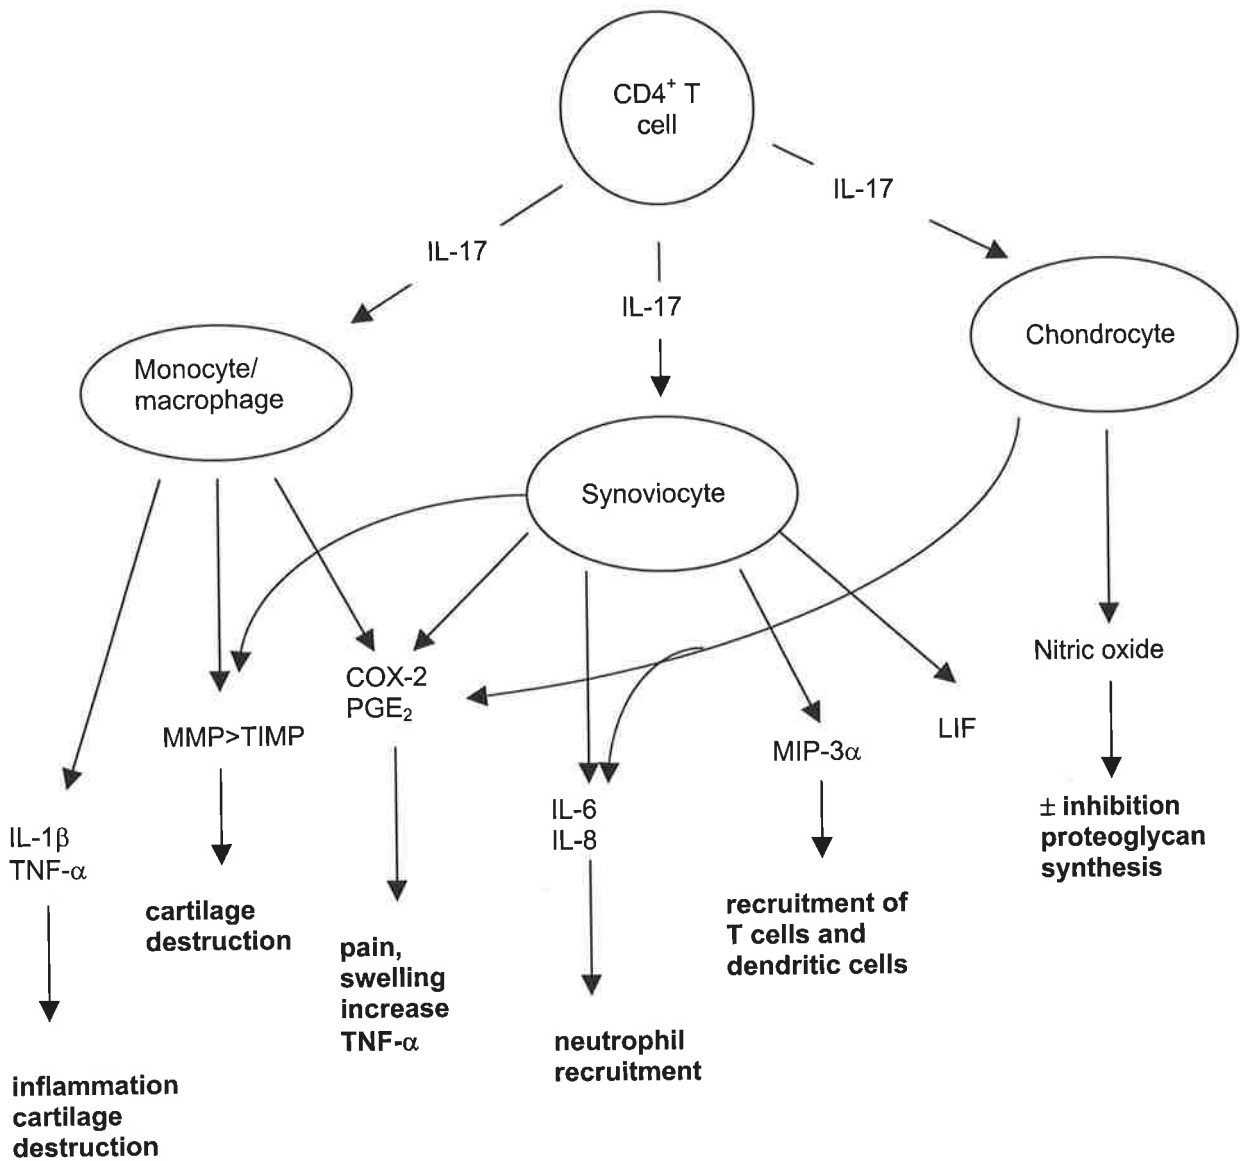 CD4⁺ T
cell
IL-17
IL-17
IL-17
Monocyte/
macrophage
Synoviocyte
Chondrocyte
Nitric oxide
COX-2
PGE₂
MMP>TIMP
LIF
MIP-3α
IL-6
IL-8
IL-1β
TNF-α
± inhibition
proteoglycan
synthesis
cartilage
destruction
recruitment of
T cells and
dendritic cells
pain,
swelling
increase
TNF-α
neutrophil
recruitment
inflammation
cartilage
destruction